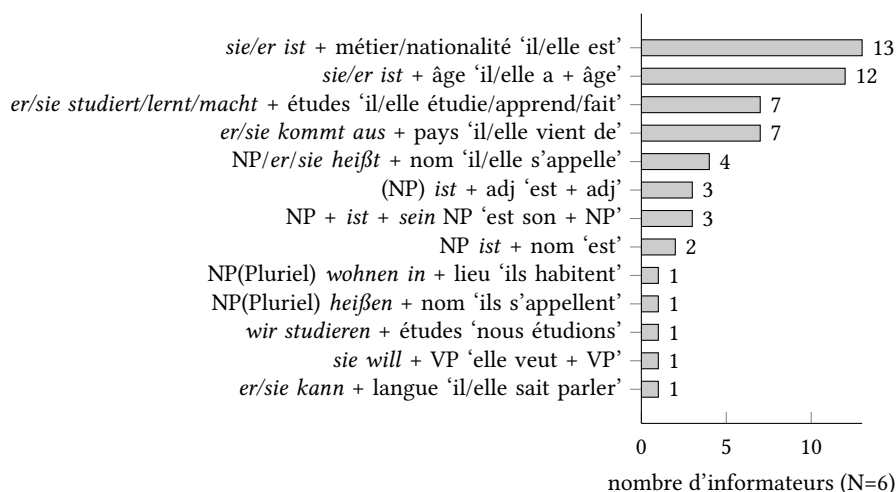 sie/er ist + métier/nationalité ‘il/elle est’ 13
sie/er ist + âge ‘il/elle a + âge’ 12
er/sie studiert/lernt/macht + études ‘il/elle étudie/apprend/fait’ 7
er/sie kommt aus + pays ‘il/elle vient de’ 7
NP/er/sie heißt + nom ‘il/elle s’appelle’ 4
(NP) ist + adj ‘est + adj’ 3
NP + ist + sein NP ‘est son + NP’ 3
NP ist + nom ‘est’ 2
NP(Pluriel) wohnen in + lieu ‘ils habitent’ 1
NP(Pluriel) heißen + nom ‘ils s’appellent’ 1
wir studieren + études ‘nous étudions’ 1
sie will + VP ‘elle veut + VP’ 1
er/sie kann + langue ‘il/elle sait parler’ 1
0 5 10
nombre d’informateurs (N=6)